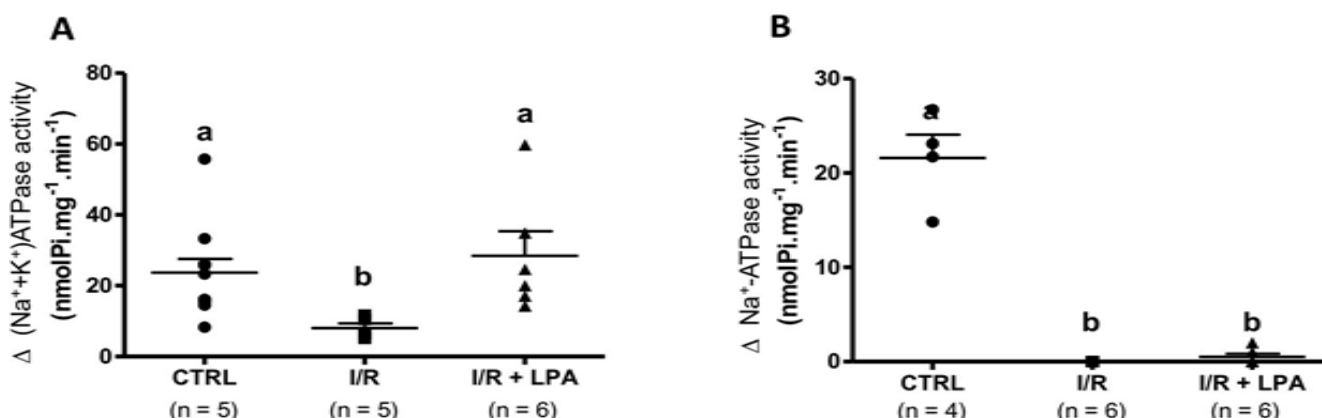 A
Δ (Na⁺+K⁺)ATPase activity
(nmolPi.mg⁻¹.min⁻¹)
80
60
40
20
0
a
b
a
CTRL
I/R
I/R + LPA
(n = 5)
(n = 5)
(n = 6)
B
Δ Na⁺-ATPase activity
(nmolPi.mg⁻¹.min⁻¹)
30
20
10
0
a
b
b
CTRL
I/R
I/R + LPA
(n = 4)
(n = 6)
(n = 6)